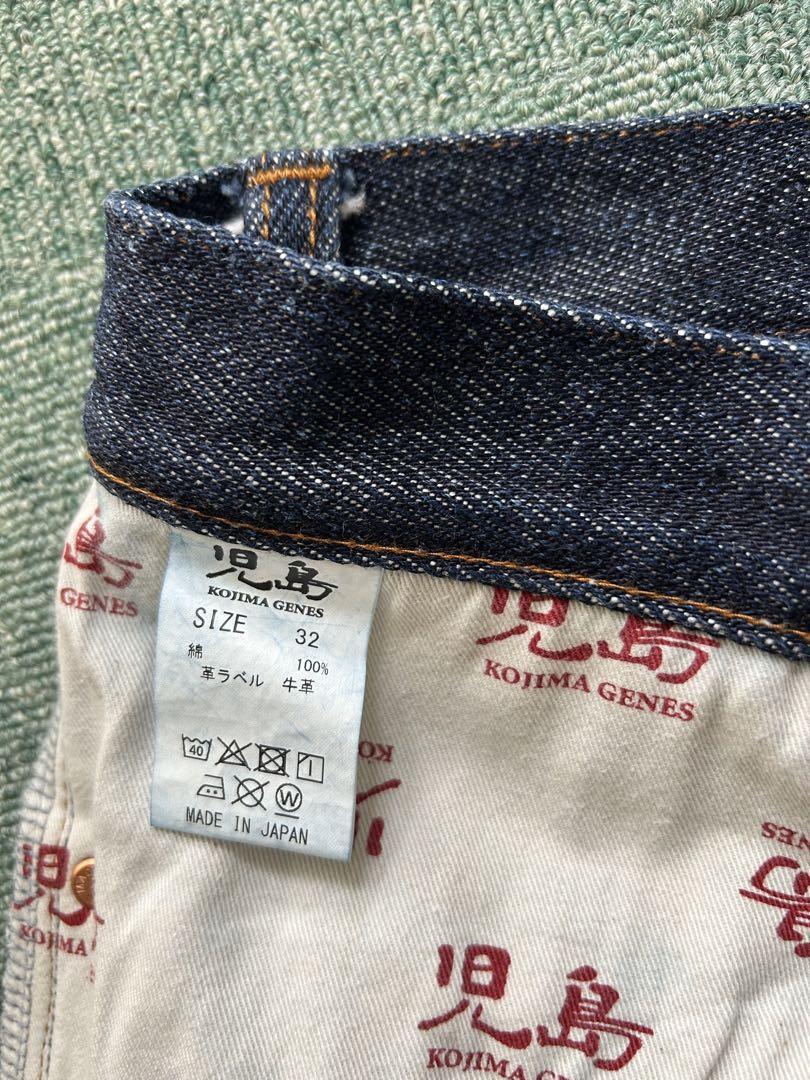 児島
KOJIMA GENES
SIZE 32
綿 100%
革ラベル 牛革
40
W
MADE IN JAPAN
島
GENES
児島
KOJIMA GENES
KO
児
KOJIMA
児島
KOJIMA GENES